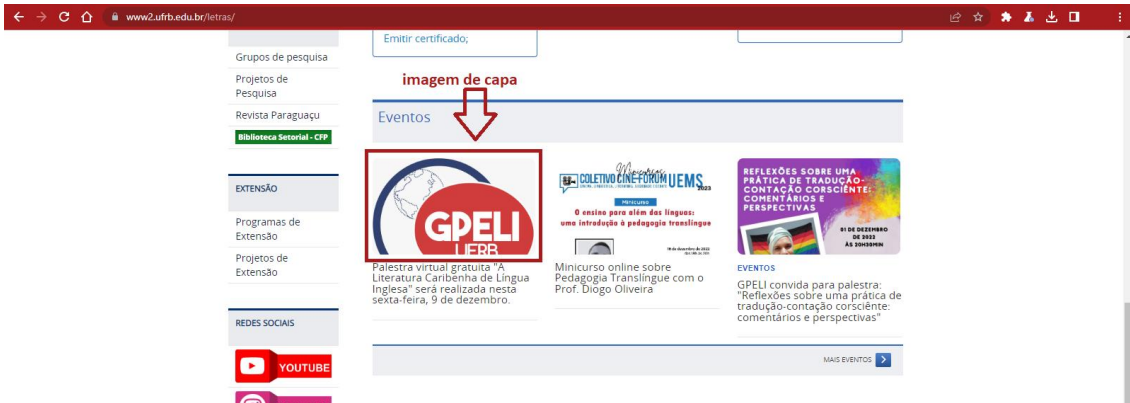 www2.ufrb.edu.br/letras/
Emitir certificado;
Grupos de pesquisa
Projetos de
Pesquisa
Revista Paraguaçu
Biblioteca Setorial - CFP
EXTENSÃO
Programas de
Extensão
Projetos de
Extensão
REDES SOCIAIS
YOUTUBE
imagem de capa
Eventos
GPELI
UFRB
Palestra virtual gratuita "A
Literatura Caribenha de Língua
Inglesa" será realizada nesta
sexta-feira, 9 de dezembro.
Minicurso
COLETIVO CINE-FÓRUM UEMS
2023
Minicurso
O ensino para além das línguas:
uma introdução à pedagogia translíngue
Minicurso online sobre
Pedagogia Translíngue com o
Prof. Diogo Oliveira
REFLEXÕES SOBRE UMA
PRÁTICA DE TRADUÇÃO-
CONTAÇÃO CORSCIÊNTE:
COMENTÁRIOS E
PERSPECTIVAS
01 DE DEZEMBRO
DE 2022
ÀS 20H30MIN
EVENTOS
GPELI convida para palestra:
"Reflexões sobre uma prática de
tradução-contação corsciênte:
comentários e perspectivas"
MAIS EVENTOS